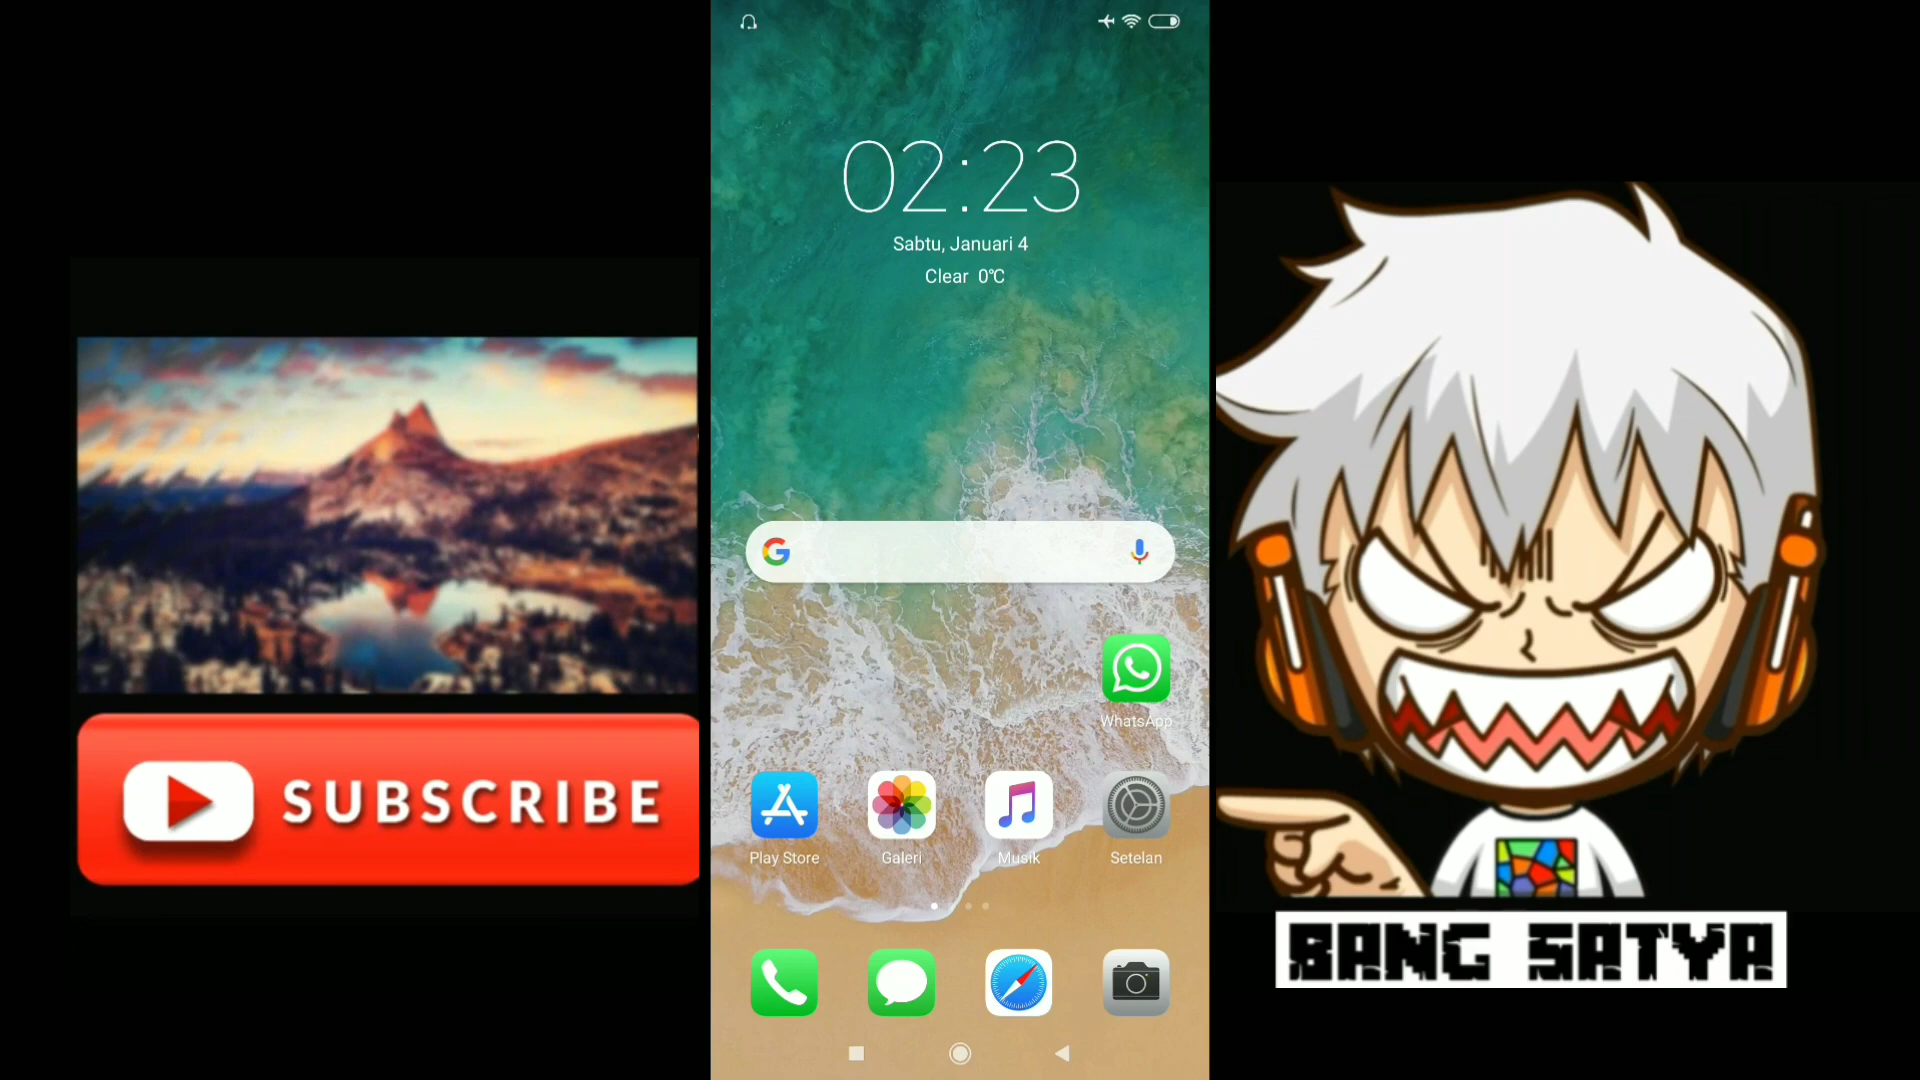 02:23
Sabtu, Januari 4
Clear 0℃
WhatsApp
Play Store
Galeri
Musik
Setelan
SUBSCRIBE
BANG SATYA